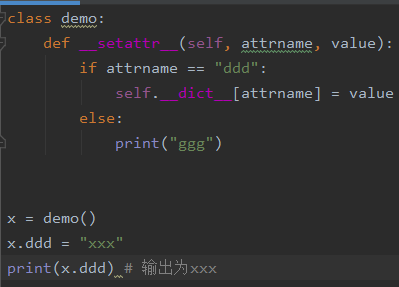 class demo:
    def __setattr__(self, attrname, value):
        if attrname == "ddd":
            self.__dict__[attrname] = value
        else:
            print("ggg")
x = demo()
x.ddd = "xxx"
print(x.ddd) # 输出为xxx